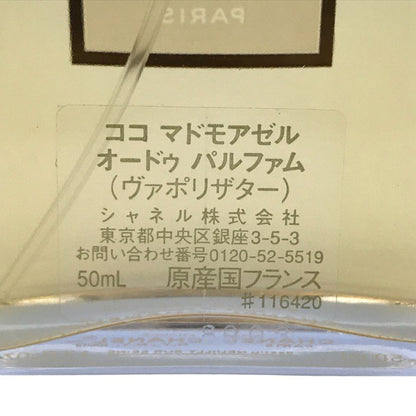 PARIS
ココ マドモアゼル
オードゥ パルファム
(ヴァポリザター)
シャネル株式会社
東京都中央区銀座3-5-3
お問い合わせ番号0120-52-5519
50mL 原産国フランス
#116420